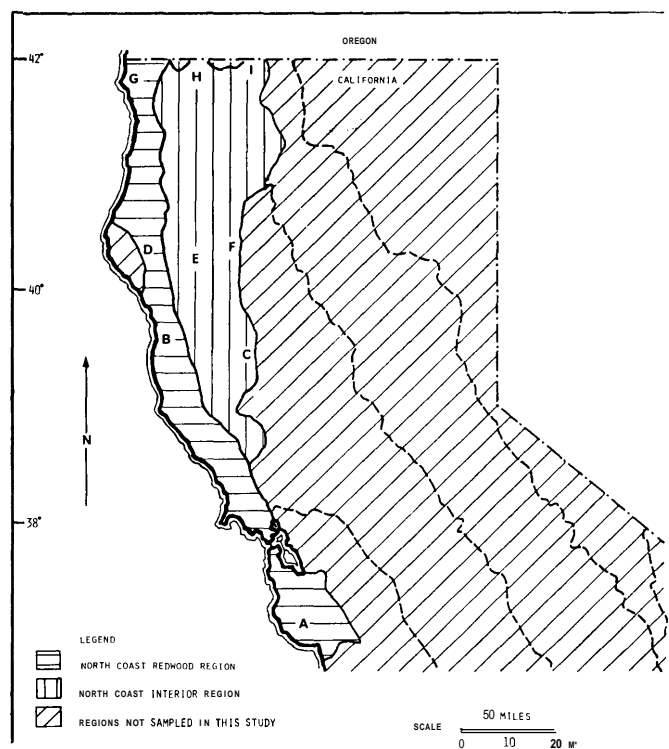 OREGON
42°
G
H
I
CALIFORNIA
D
E
F
40°
B
C
N
38°
A
LEGEND
NORTH COAST REDWOOD REGION
NORTH COAST INTERIOR REGION
REGIONS NOT SAMPLED IN THIS STUDY
50 MILES
SCALE
0 10 20 M'